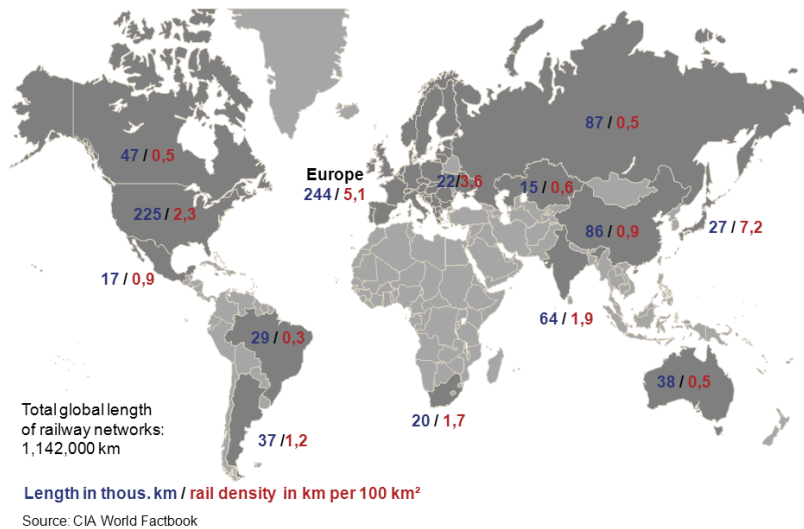 87 / 0,5
47 / 0,5
Europe
244 / 5,1
22/3,6
15 / 0,6
225 / 2,3
86 / 0,9
27 / 7,2
17 / 0,9
64 / 1,9
29 / 0,3
38 / 0,5
Total global length
of railway networks:
1,142,000 km
20 / 1,7
37 /1,2
Length in thous. km / rail density in km per 100 km²
Source: CIA World Factbook